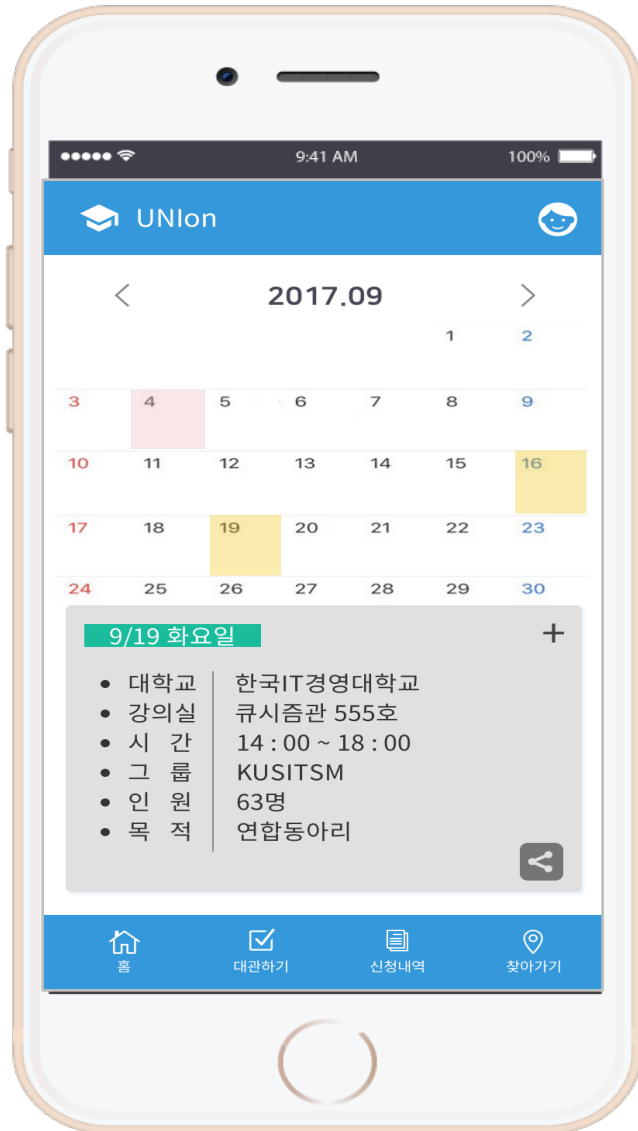 9:41 AM 100%
UNIon
< 2017.09 >
1 2
3 4 5 6 7 8 9
10 11 12 13 14 15 16
17 18 19 20 21 22 23
24 25 26 27 28 29 30
9/19 화요일 +
• 대학교 한국IT경영대학교
• 강의실 큐시즘관 555호
• 시 간 14 : 00 ~ 18 : 00
• 그 룹 KUSITSM
• 인 원 63명
• 목 적 연합동아리
홈 대관하기 신청내역 찾아가기